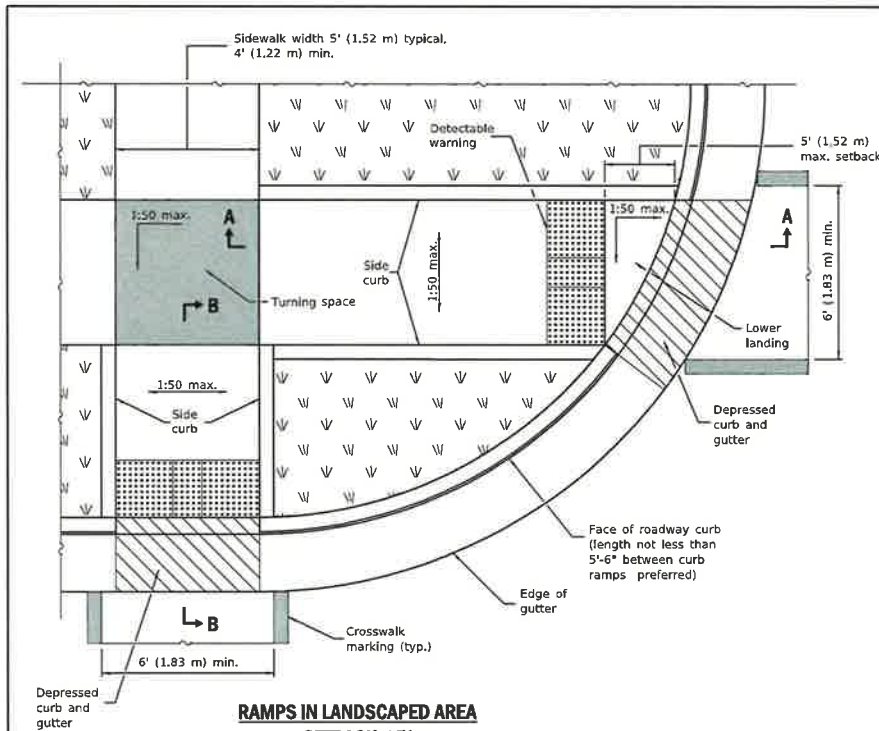 Sidewalk width 5' (1.52 m) typical,
4' (1.22 m) min.
Detectable
warning
5' (1.52 m)
max. setback
1:50 max.
A
1:50 max.
A
Side
curb
1:50 max.
6' (1.83 m) min.
B
Turning space
Lower
landing
1:50 max.
Side
curb
Depressed
curb and
gutter
Face of roadway curb
(length not less than
5'-6" between curb
ramps preferred)
Edge of
gutter
B
Crosswalk
marking (typ.)
6' (1.83 m) min.
Depressed
curb and
gutter
RAMPS IN LANDSCAPED AREA